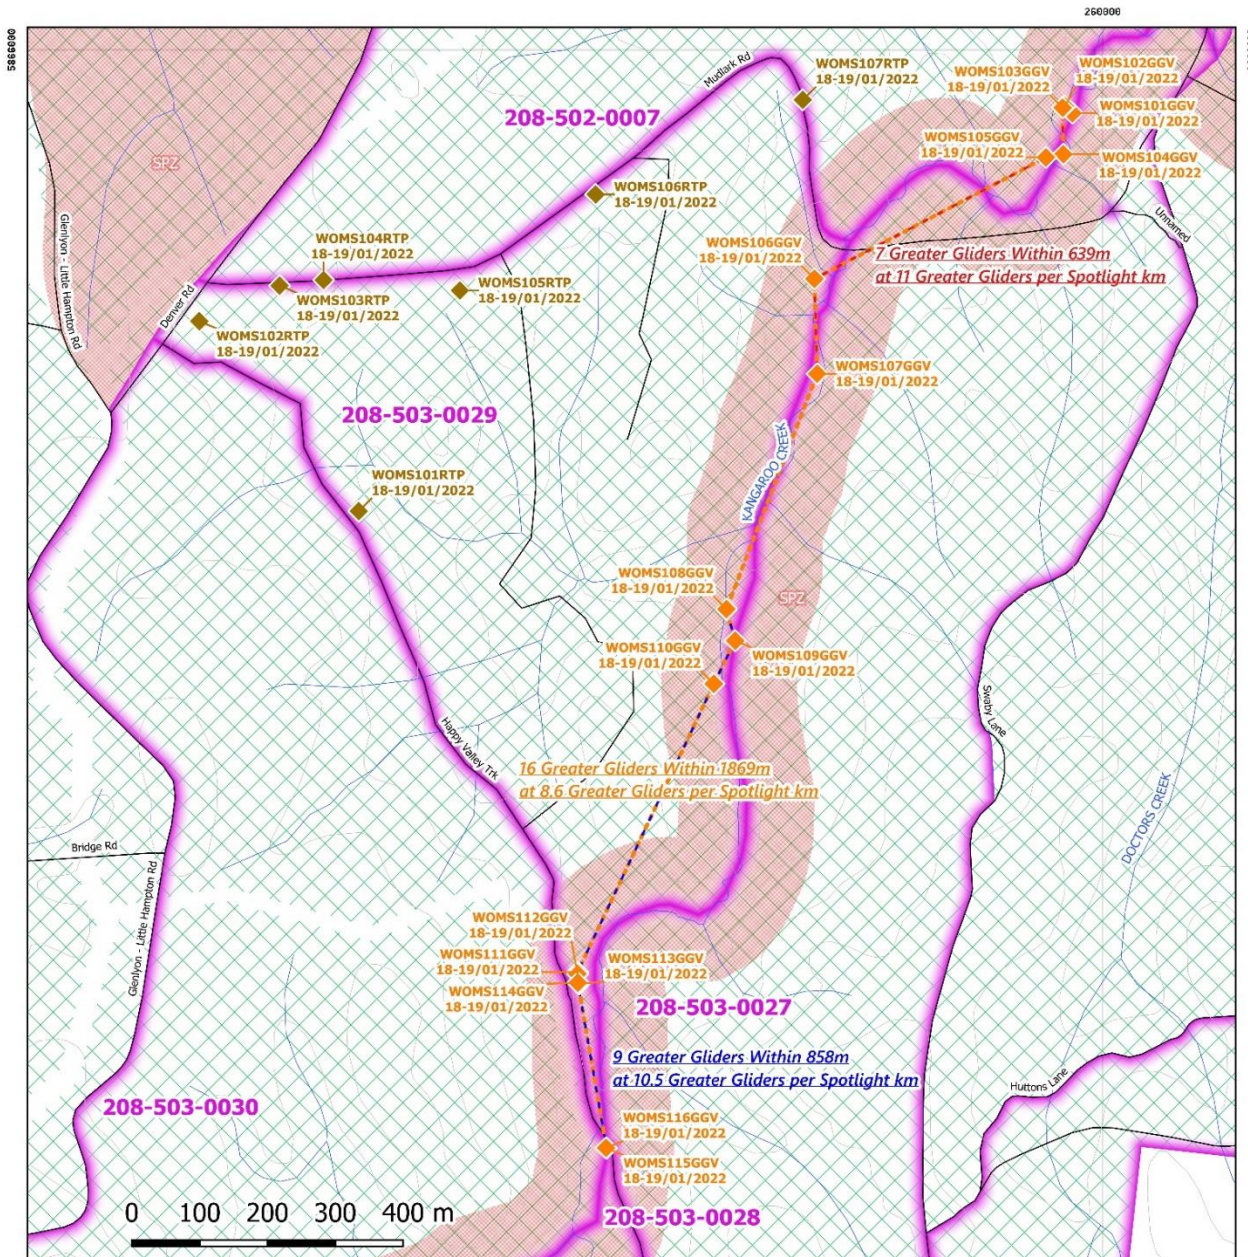 260000
5866000
Mudlark Rd
WOMS107RTP
18-19/01/2022
WOMS103GGV
18-19/01/2022
WOMS102GGV
18-19/01/2022
WOMS101GGV
18-19/01/2022
208-502-0007
SPZ
WOMS105GGV
18-19/01/2022
WOMS104GGV
18-19/01/2022
WOMS106RTP
18-19/01/2022
Glenlyon - Little Hampton Rd
Unnamed
WOMS104RTP
18-19/01/2022
WOMS106GGV
18-19/01/2022
7 Greater Gliders Within 639m
at 11 Greater Gliders per Spotlight km
Denver Rd
WOMS103RTP
18-19/01/2022
WOMS105RTP
18-19/01/2022
WOMS102RTP
18-19/01/2022
WOMS107GGV
18-19/01/2022
208-503-0029
KANGAROO CREEK
WOMS101RTP
18-19/01/2022
WOMS108GGV
18-19/01/2022
SPZ
WOMS110GGV
18-19/01/2022
WOMS109GGV
18-19/01/2022
Swaby Lane
Happy Valley Trk
16 Greater Gliders Within 1869m
at 8.6 Greater Gliders per Spotlight km
DOCTORS CREEK
Bridge Rd
Glenlyon - Little Hampton Rd
WOMS112GGV
18-19/01/2022
WOMS111GGV
18-19/01/2022
WOMS113GGV
18-19/01/2022
WOMS114GGV
18-19/01/2022
208-503-0027
9 Greater Gliders Within 858m
at 10.5 Greater Gliders per Spotlight km
Huttons Lane
208-503-0030
WOMS116GGV
18-19/01/2022
WOMS115GGV
18-19/01/2022
0 100 200 300 400 m
208-503-0028